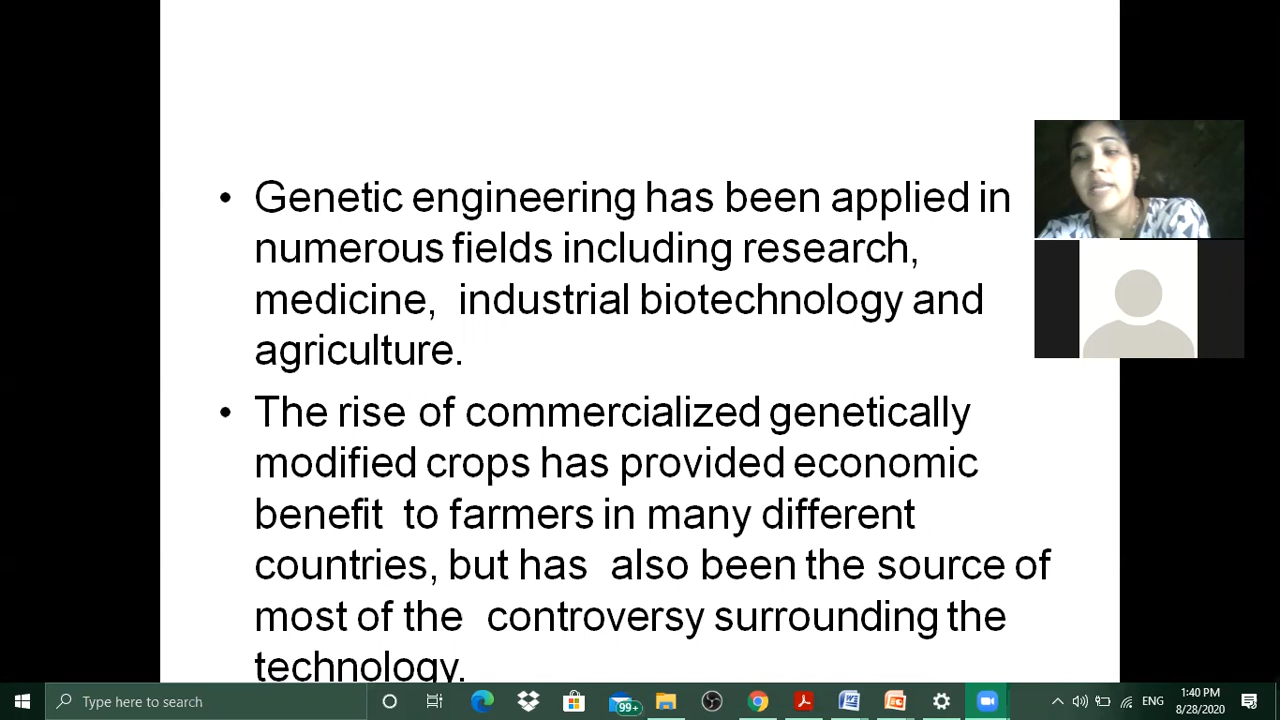 • Genetic engineering has been applied in
numerous fields including research,
medicine, industrial biotechnology and
agriculture.
• The rise of commercialized genetically
modified crops has provided economic
benefit to farmers in many different
countries, but has also been the source of
most of the controversy surrounding the
technology.
Type here to search
99+
ENG
1:40 PM
8/28/2020